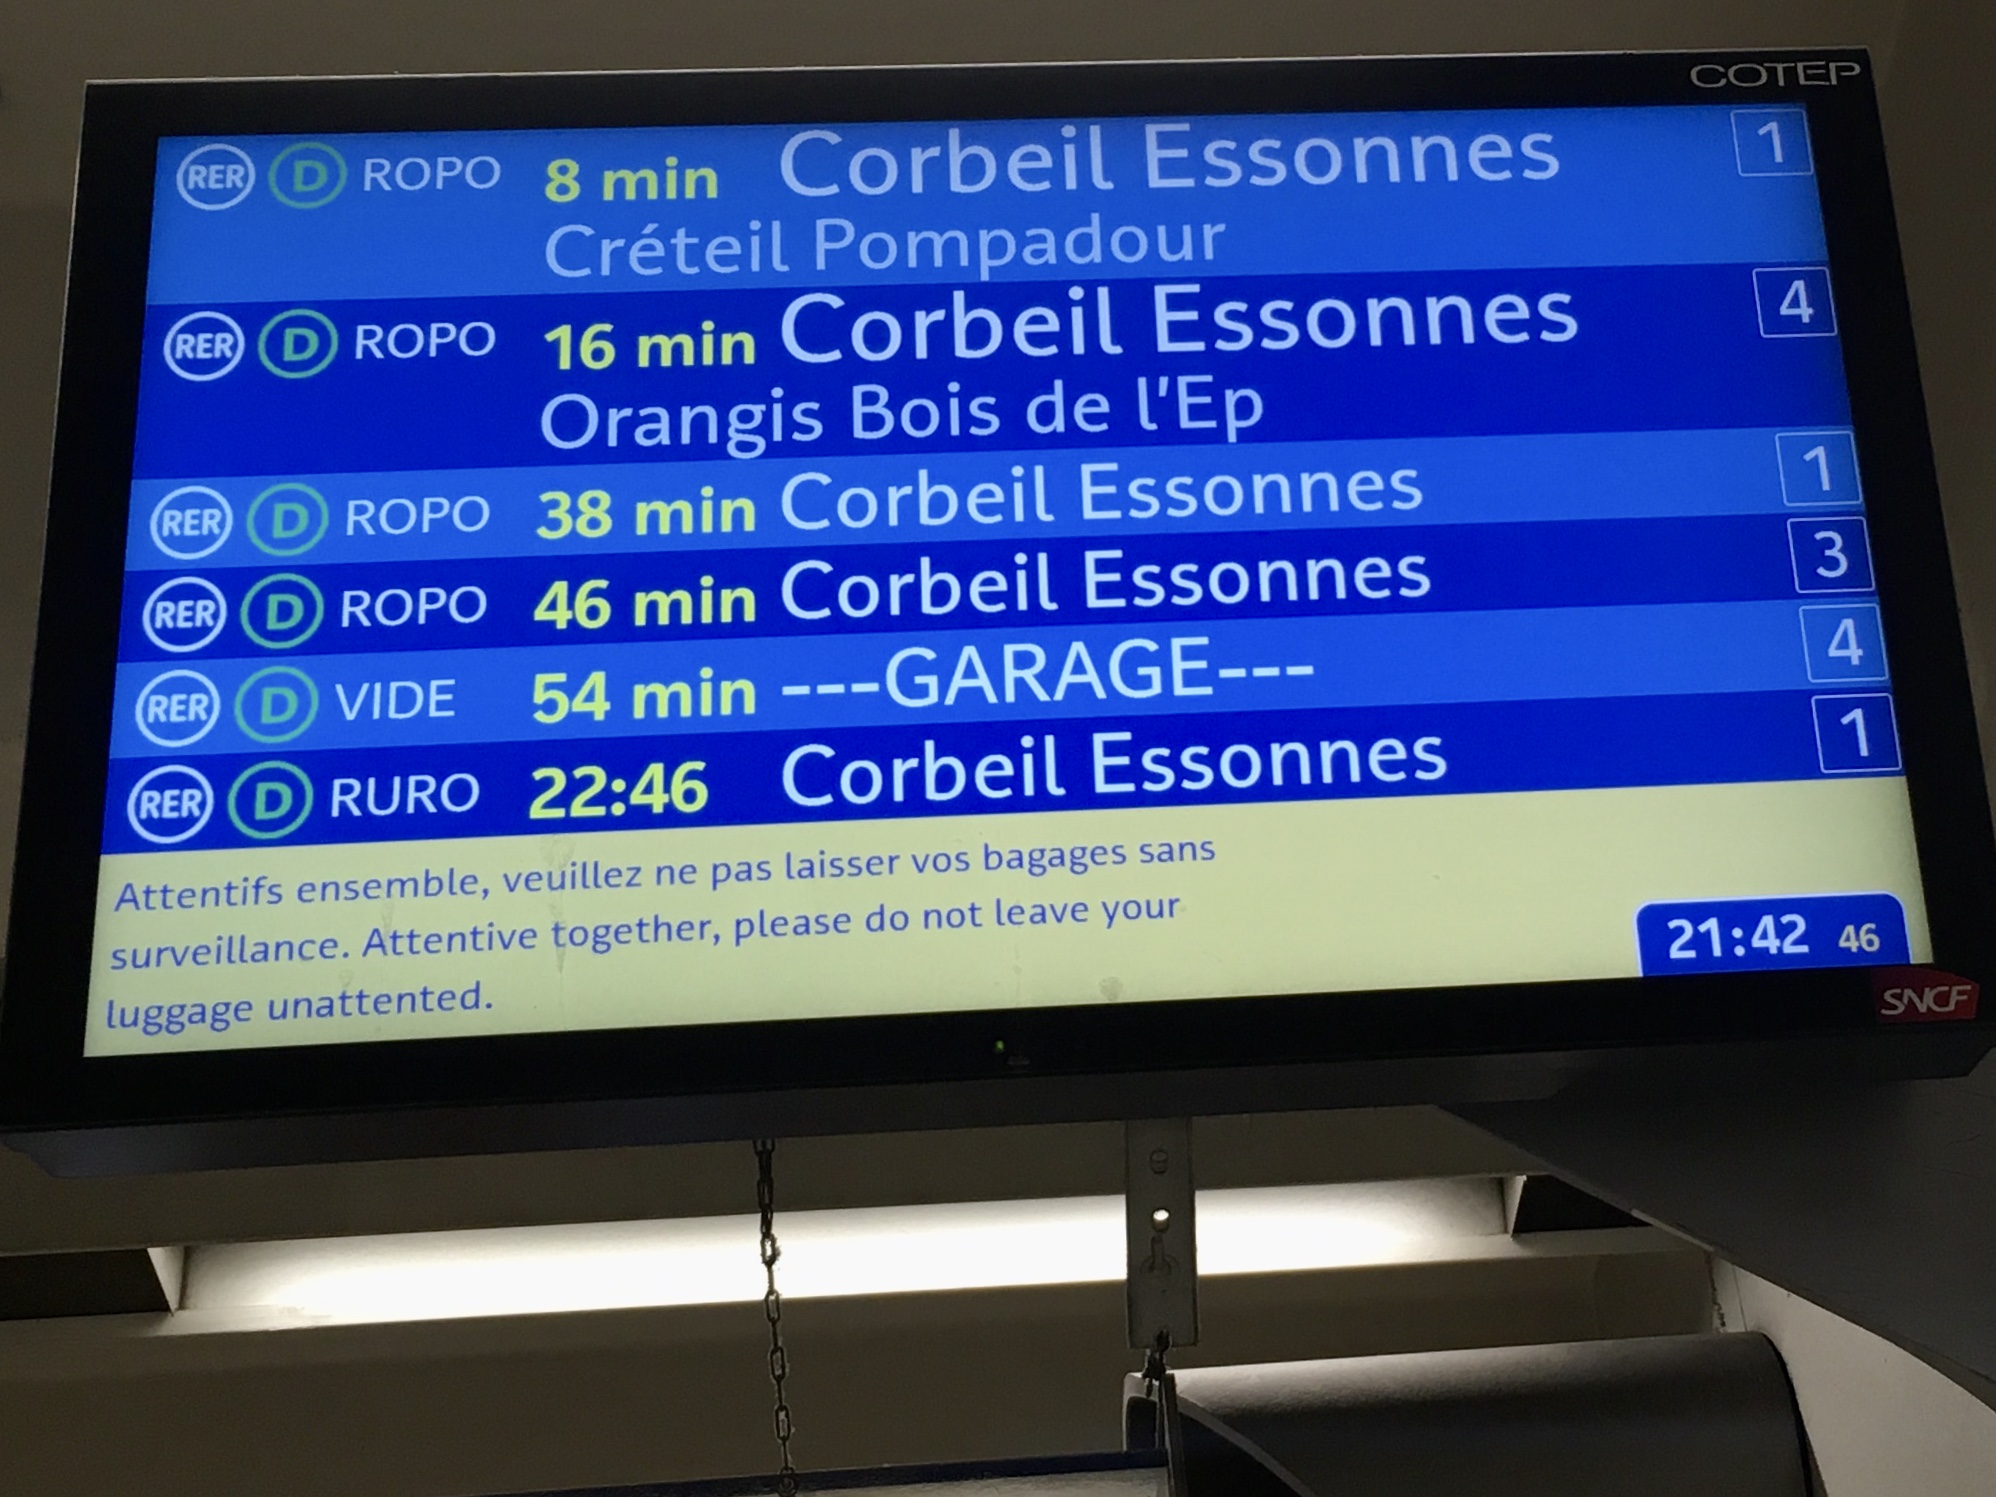 COTEP
RER D ROPO 8 min Corbeil Essonnes 1
Créteil Pompadour
RER D ROPO 16 min Corbeil Essonnes 4
Orangis Bois de l'Ep
RER D ROPO 38 min Corbeil Essonnes 1
RER D ROPO 46 min Corbeil Essonnes 3
RER D VIDE 54 min ---GARAGE--- 4
RER D RURO 22:46 Corbeil Essonnes 1
Attentifs ensemble, veuillez ne pas laisser vos bagages sans
surveillance. Attentive together, please do not leave your
luggage unattented.
21:42 46
SNCF